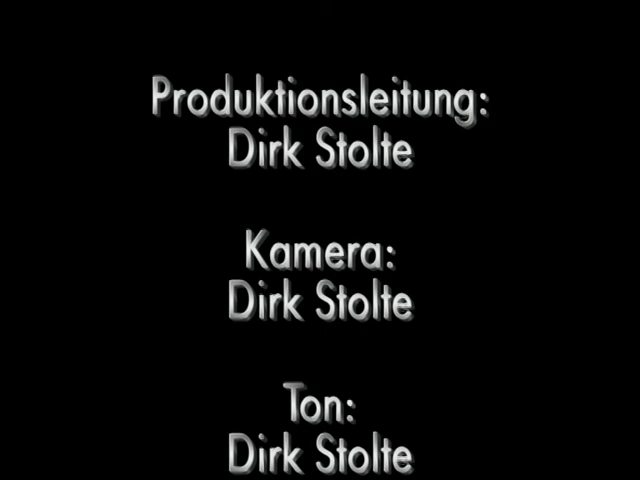 Produktionsleitung:
Dirk Stolte
Kamera:
Dirk Stolte
Ton:
Dirk Stolte